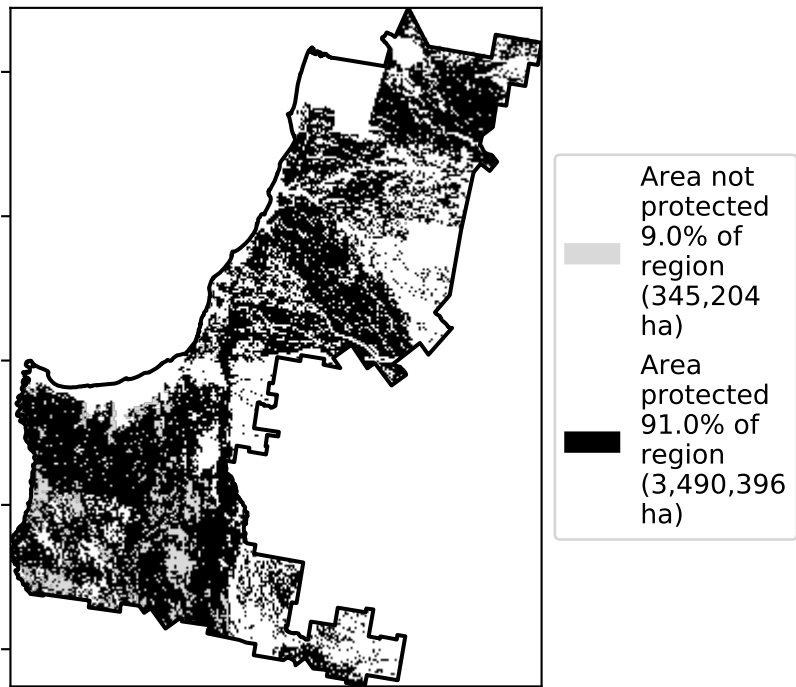 Area not
protected
9.0% of
region
(345,204
ha)
Area
protected
91.0% of
region
(3,490,396
ha)